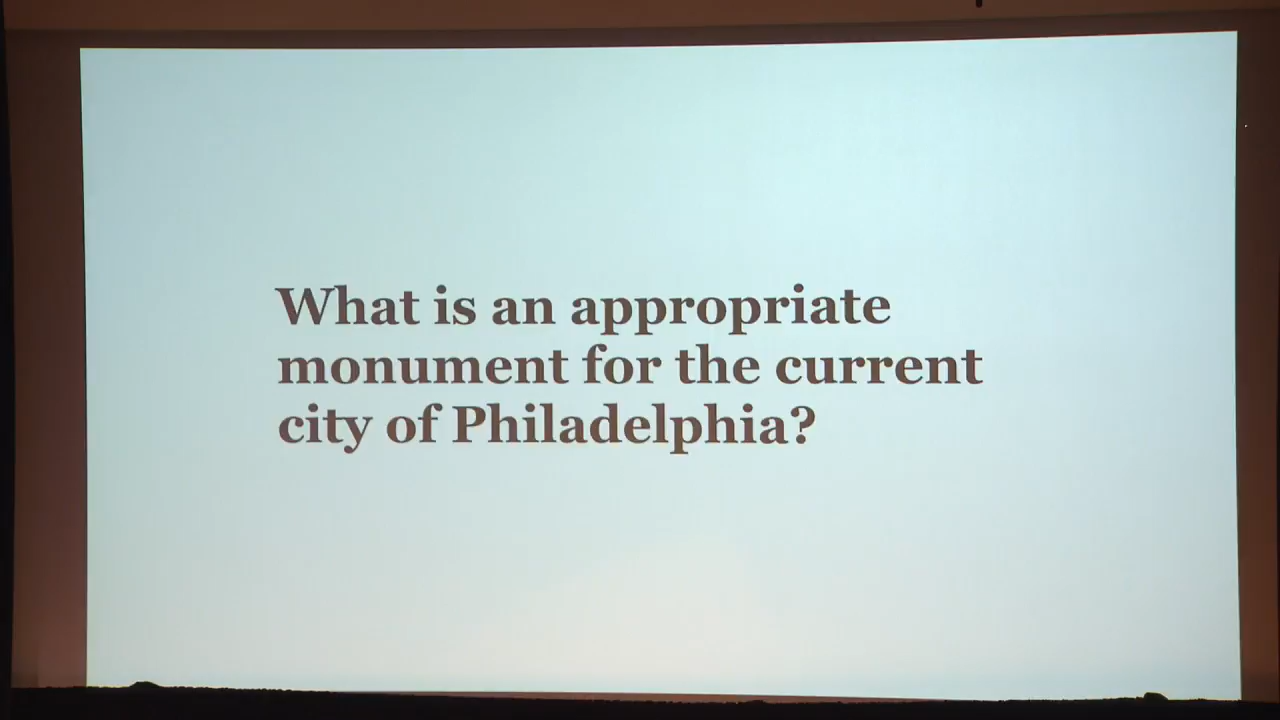 What is an appropriate
monument for the current
city of Philadelphia?